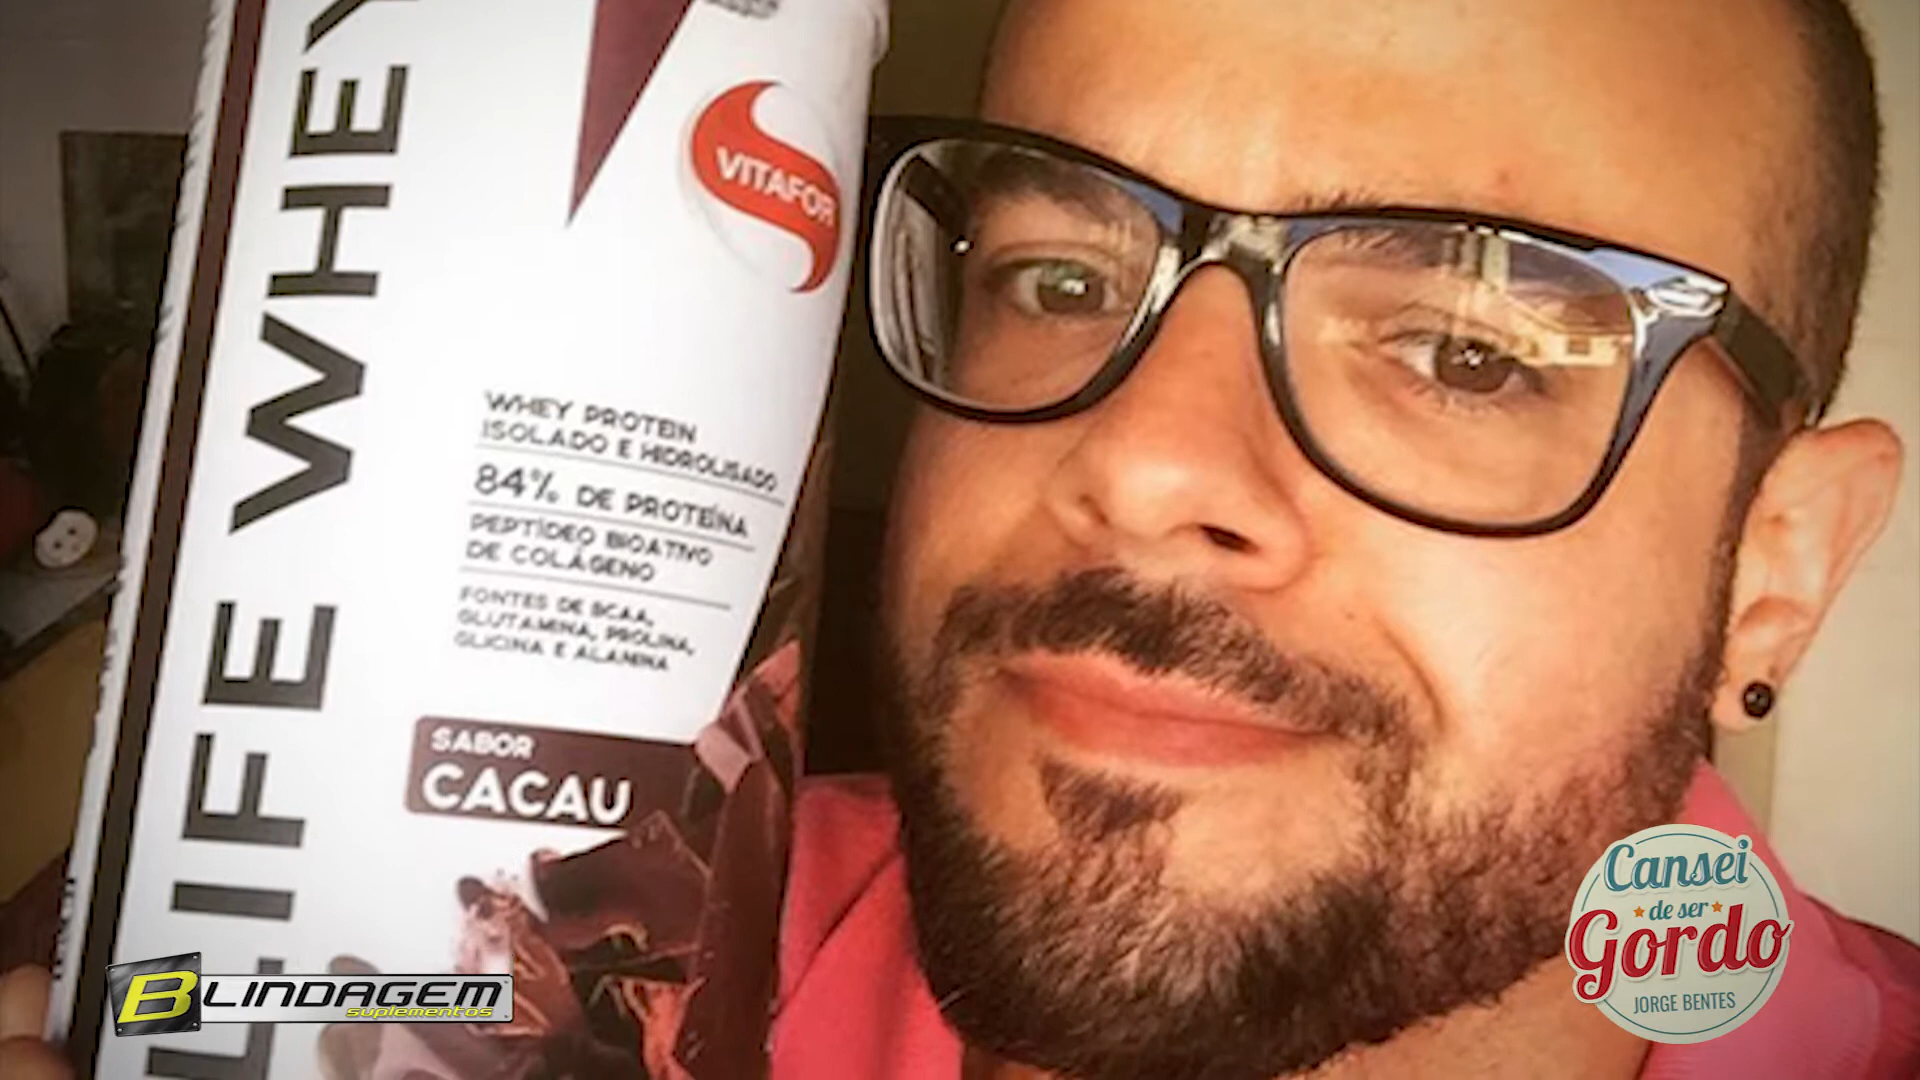 LIFE WHEY
VITAFOR
WHEY PROTEIN
ISOLADO E HIDROLISADO
84% DE PROTEÍNA
PEPTÍDEO BIOATIVO
DE COLÁGENO
FONTES DE BCAA,
GLUTAMINA, PROLINA,
GLICINA E ALANINA
SABOR
CACAU
BLINDAGEM
suplementos
Cansei
de ser
Gordo
JORGE BENTES